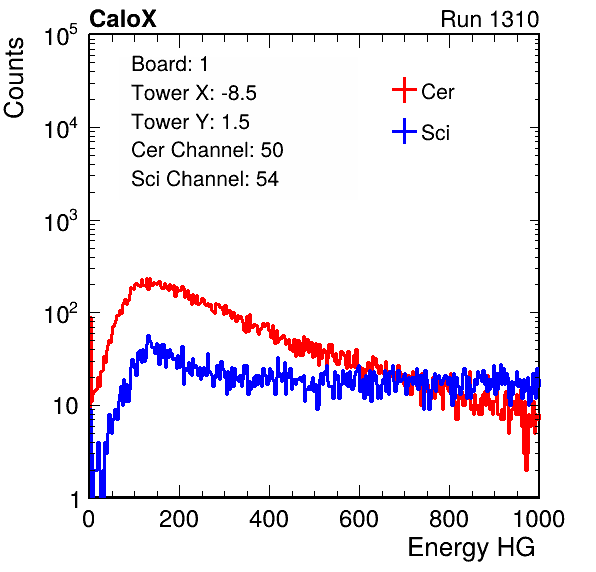 CaloX Run 1310
Counts
10^5
10^4
10^3
10^2
10
1
Board: 1
Tower X: -8.5
Tower Y: 1.5
Cer Channel: 50
Sci Channel: 54
Cer
Sci
0 200 400 600 800 1000
Energy HG